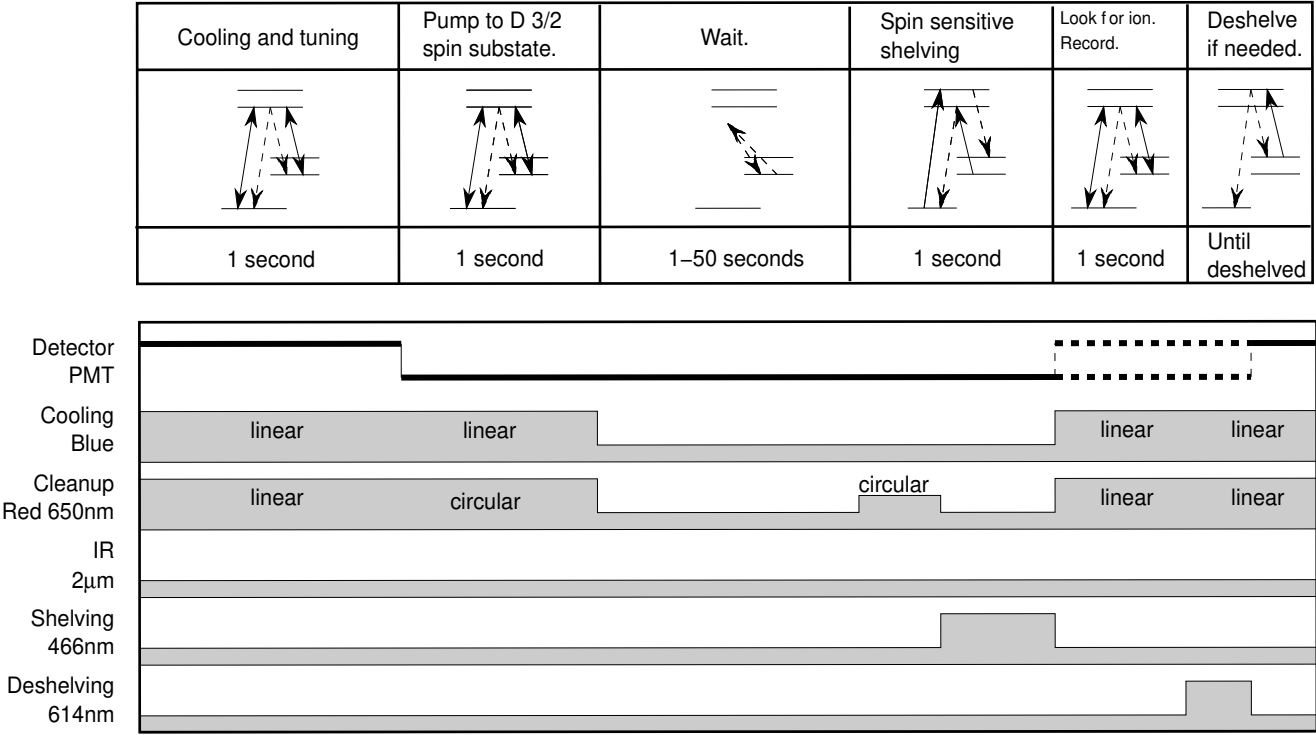 Cooling and tuning
Pump to D 3/2
spin substate.
Wait.
Spin sensitive
shelving
Look for ion.
Record.
Deshelve
if needed.
1 second
1 second
1–50 seconds
1 second
1 second
Until
deshelved
Detector
PMT
Cooling
Blue
linear
linear
linear
linear
Cleanup
Red 650nm
linear
circular
circular
linear
linear
IR
2μm
Shelving
466nm
Deshelving
614nm